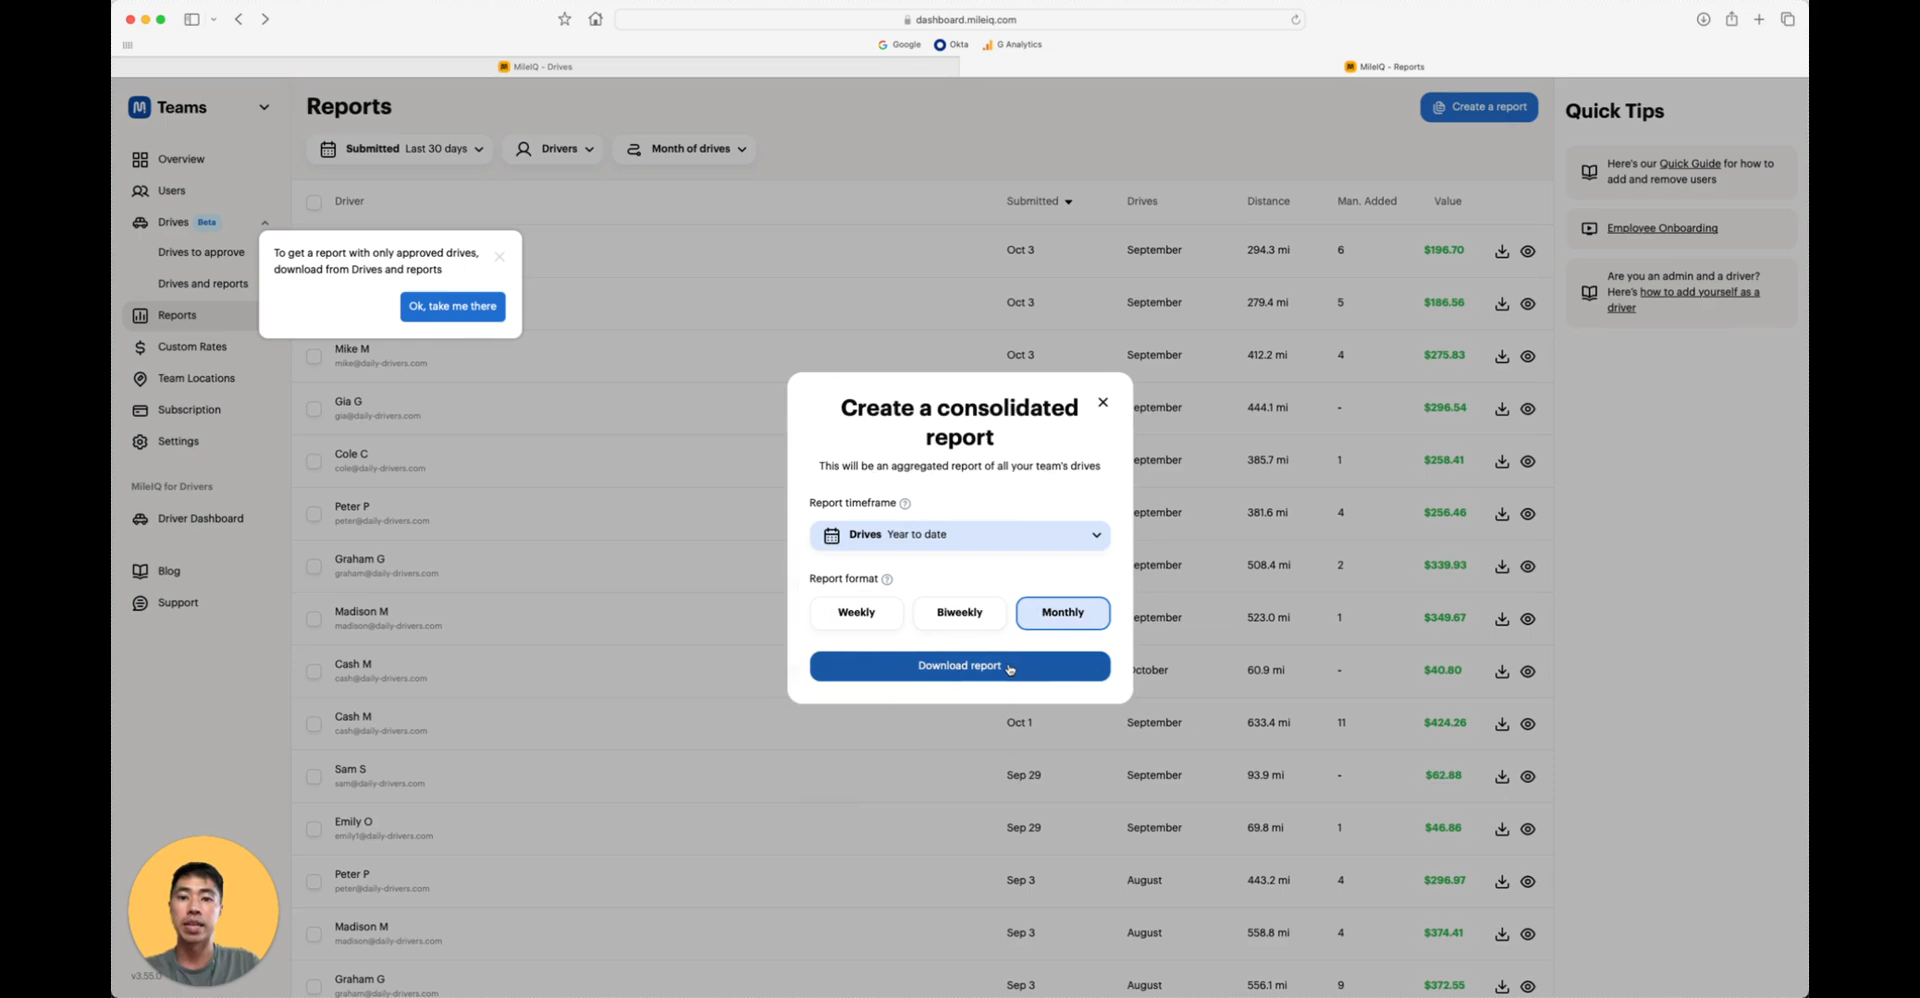 dashboard.mileiq.com
Google Okta G Analytics
MileIQ - Drives
MileIQ - Reports
Teams
Overview
Users
Drives Beta
Drives to approve
Drives and reports
Reports
Custom Rates
Team Locations
Subscription
Settings
MileIQ for Drivers
Driver Dashboard
Blog
Support
v3.55.0
To get a report with only approved drives,
download from Drives and reports
Ok, take me there
Reports
Create a report
Submitted Last 30 days
Drivers
Month of drives
Driver Submitted Drives Distance Man. Added Value
Oct 3 September 294.3 mi 6 $196.70
Oct 3 September 279.4 mi 5 $186.56
Mike M
mike@daily-drivers.com
Oct 3 September 412.2 mi 4 $275.83
Gia G
gia@daily-drivers.com
eptember 444.1 mi - $296.54
Cole C
cole@daily-drivers.com
eptember 385.7 mi 1 $258.41
Peter P
peter@daily-drivers.com
eptember 381.6 mi 4 $256.46
Graham G
graham@daily-drivers.com
eptember 508.4 mi 2 $339.93
Madison M
madison@daily-drivers.com
eptember 523.0 mi 1 $349.67
Cash M
cash@daily-drivers.com
ctober 60.9 mi - $40.80
Cash M
cash@daily-drivers.com
Oct 1 September 633.4 mi 11 $424.26
Sam S
sam@daily-drivers.com
Sep 29 September 93.9 mi - $62.88
Emily O
emily1@daily-drivers.com
Sep 29 September 69.8 mi 1 $46.86
Peter P
peter@daily-drivers.com
Sep 3 August 443.2 mi 4 $296.97
Madison M
madison@daily-drivers.com
Sep 3 August 558.8 mi 4 $374.41
Graham G
graham@daily-drivers.com
Sep 3 August 556.1 mi 9 $372.55
Create a consolidated
report
This will be an aggregated report of all your team's drives
Report timeframe
Drives Year to date
Report format
Weekly Biweekly Monthly
Download report
Quick Tips
Here's our Quick Guide for how to
add and remove users
Employee Onboarding
Are you an admin and a driver?
Here's how to add yourself as a
driver